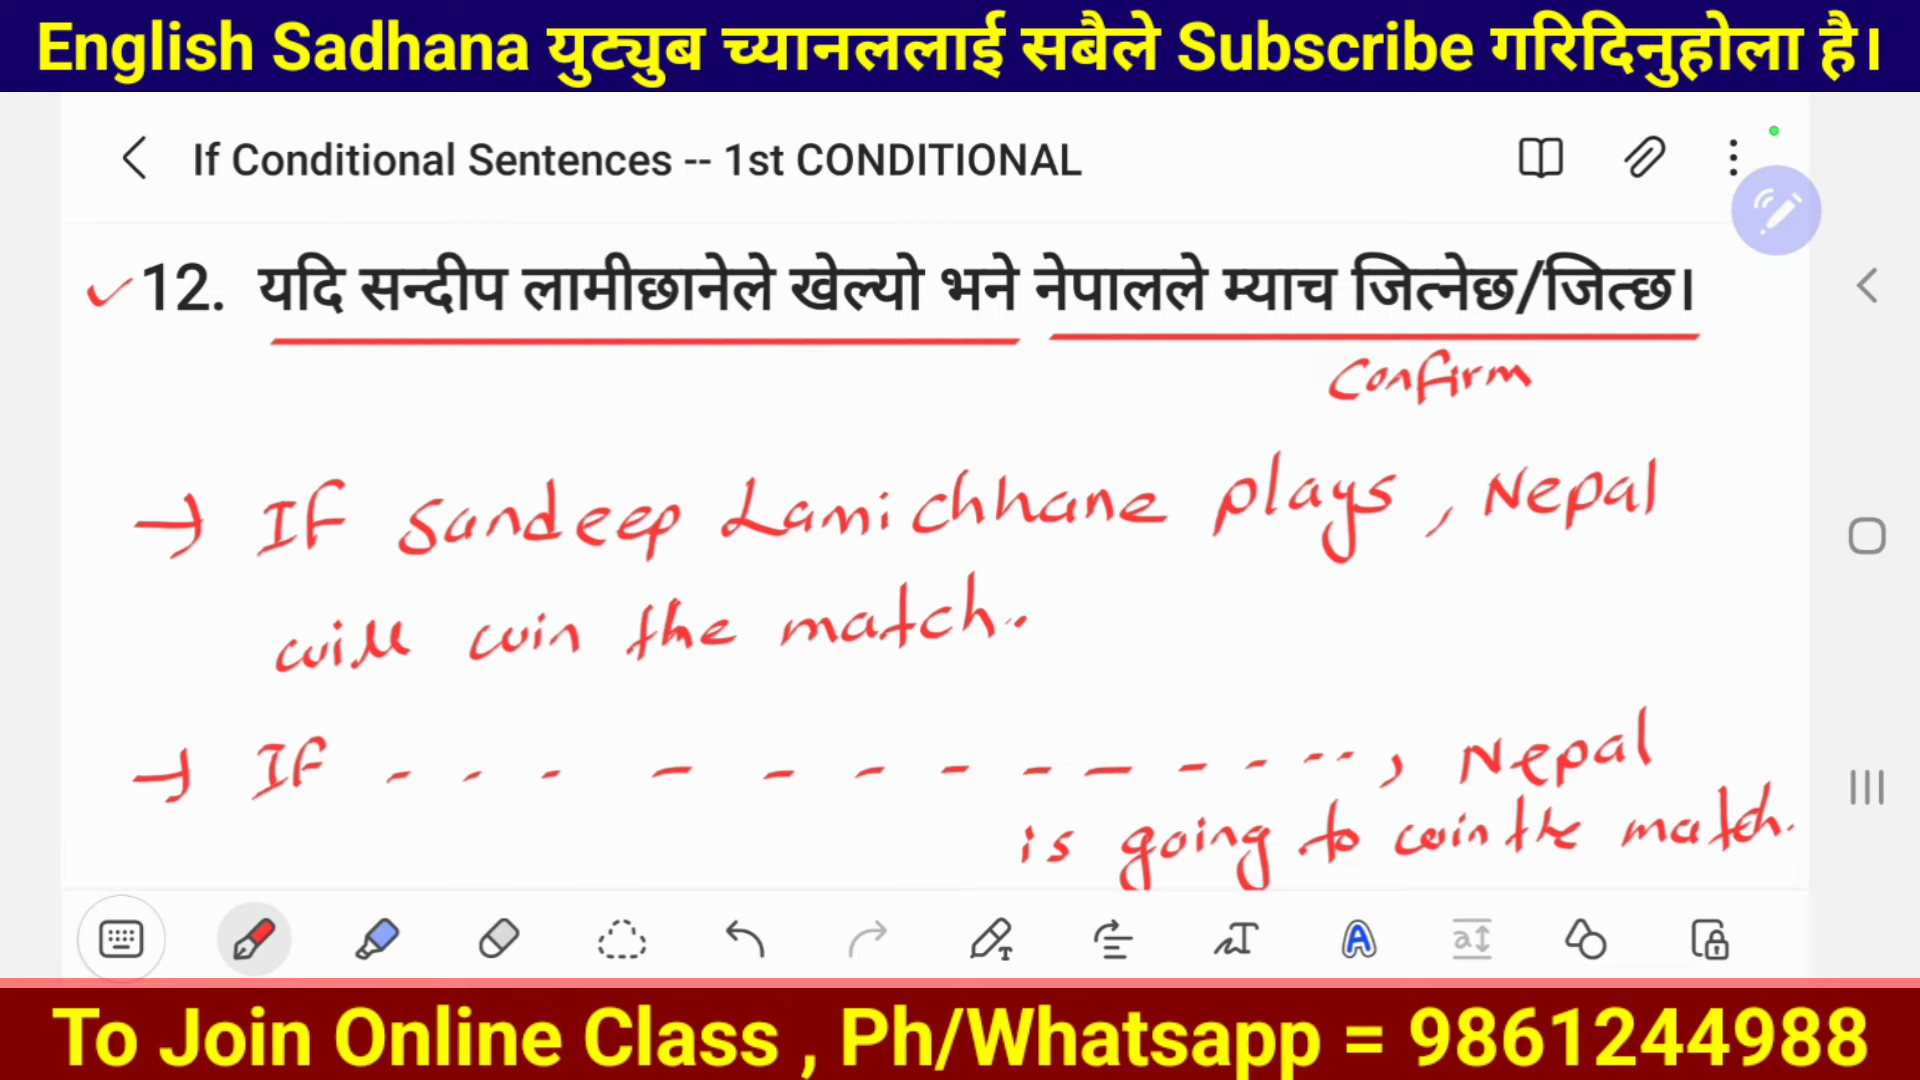 English Sadhana युट्युब च्यानललाई सबैले Subscribe गरिदिनुहोला है।
If Conditional Sentences -- 1st CONDITIONAL
12. यदि सन्दीप लामीछानेले खेल्यो भने नेपालले म्याच जित्नेछ/जित्छ।
Confirm
→ If Sandeep Lamichhane plays, Nepal
will win the match.
→ If - - - - - - - - - - - - - -, Nepal
is going to win the match.
To Join Online Class , Ph/Whatsapp = 9861244988